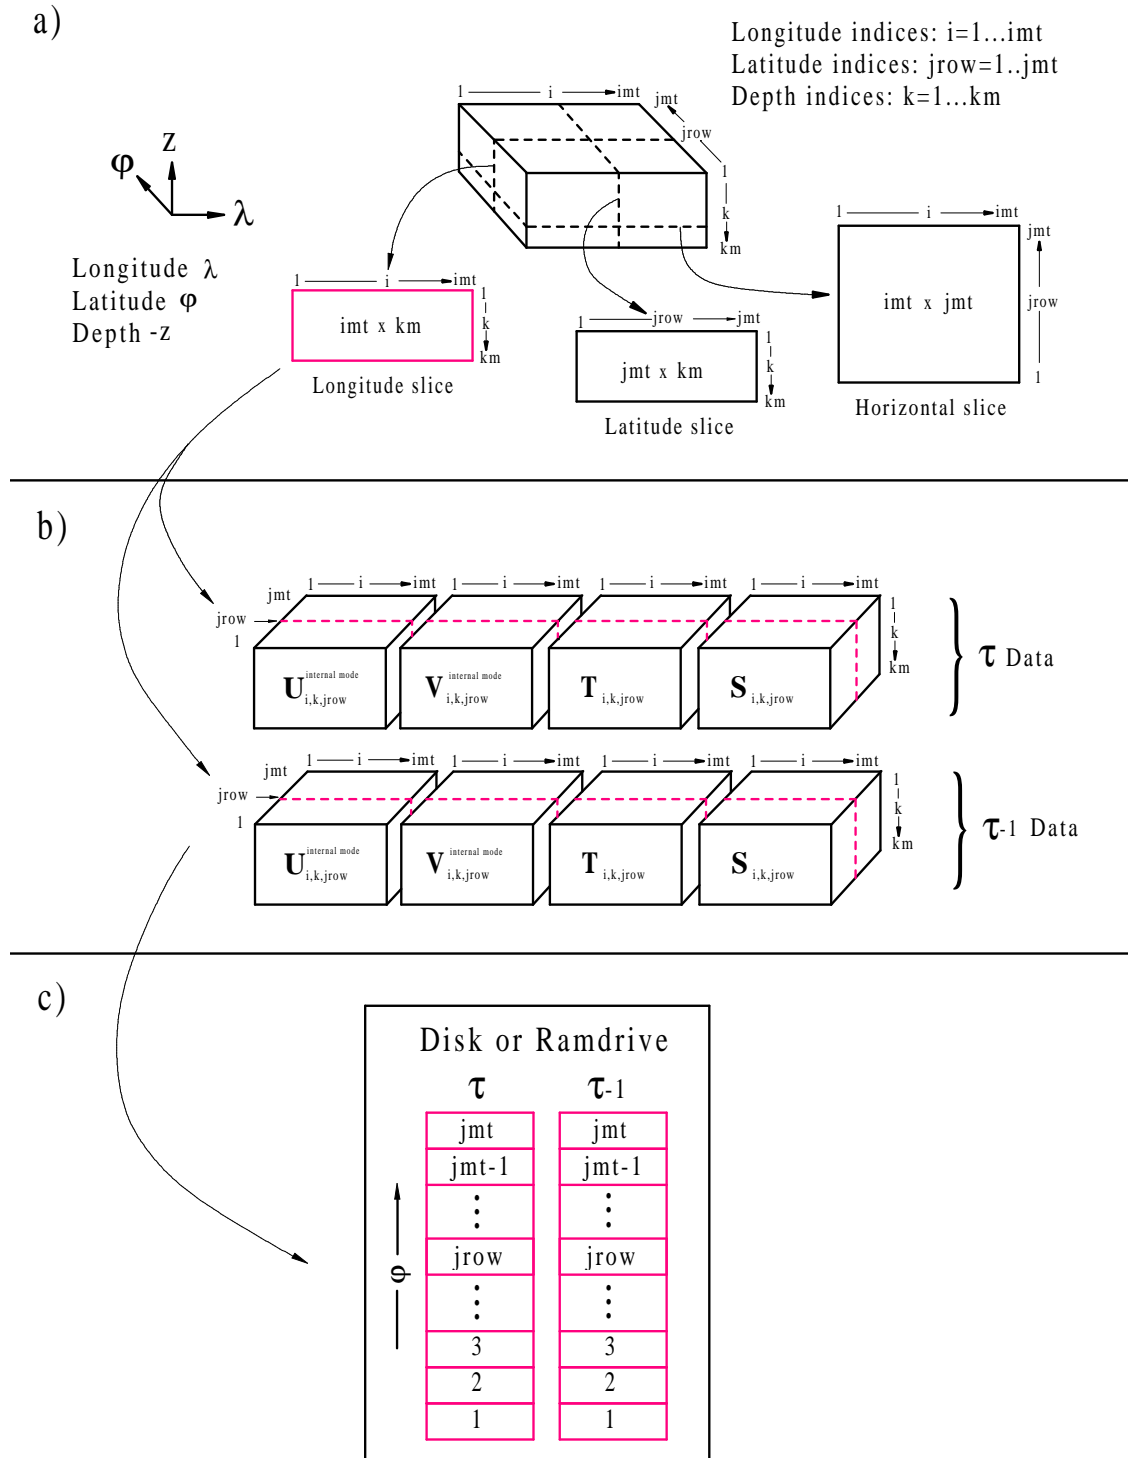 a)
Longitude indices: i=1...imt
Latitude indices: jrow=1..jmt
Depth indices: k=1...km
1 i imt
jmt
jrow
1
k
km
z
φ
λ
Longitude λ
Latitude φ
Depth -z
1 i imt
imt x km
1
k
km
Longitude slice
1 jrow jmt
jmt x km
1
k
km
Latitude slice
1 i imt
imt x jmt
jmt
jrow
1
Horizontal slice
b)
1 i imt 1 i imt 1 i imt 1 i imt
jmt
jrow
1
U internal mode i,k,jrow
V internal mode i,k,jrow
T i,k,jrow
S i,k,jrow
1
k
km
τ Data
1 i imt 1 i imt 1 i imt 1 i imt
jmt
jrow
1
U internal mode i,k,jrow
V internal mode i,k,jrow
T i,k,jrow
S i,k,jrow
1
k
km
τ-1 Data
c)
Disk or Ramdrive
τ τ-1
jmt jmt
jmt-1 jmt-1
⋮ ⋮
jrow jrow
φ
⋮ ⋮
3 3
2 2
1 1